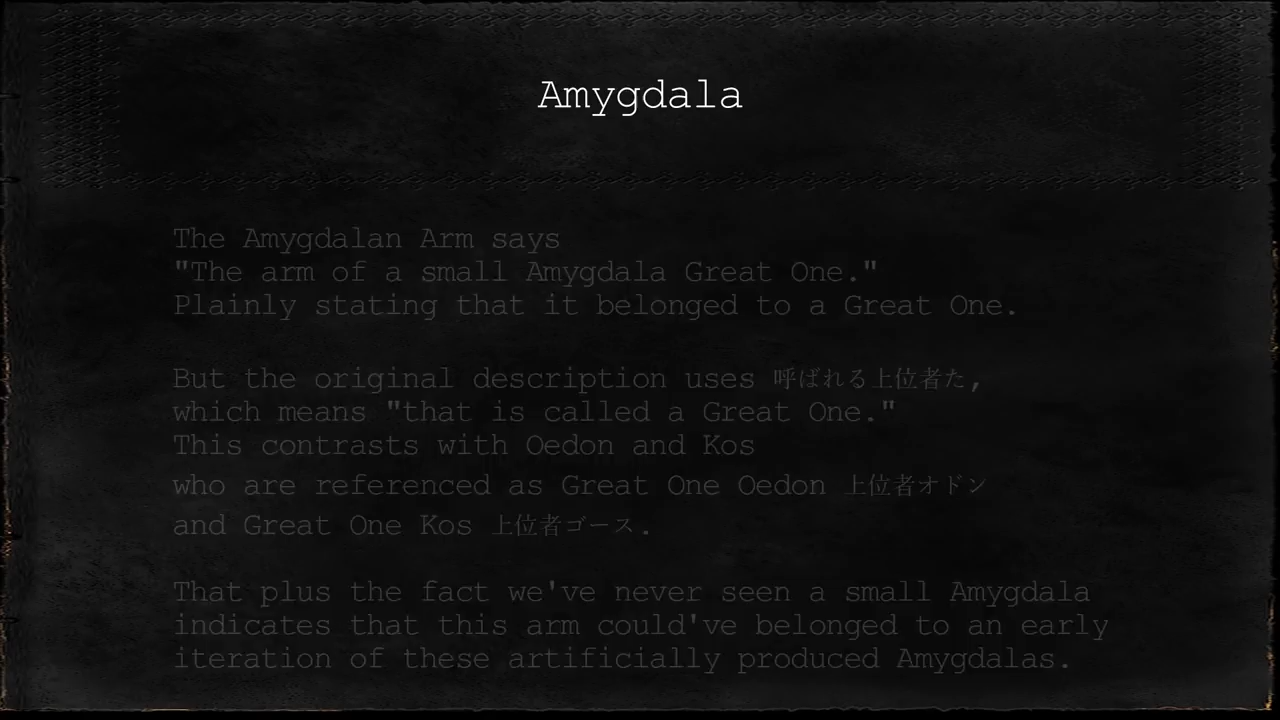 Amygdala
The Amygdalan Arm says
"The arm of a small Amygdala Great One."
Plainly stating that it belonged to a Great One.
But the original description uses 呼ばれる上位者た,
which means "that is called a Great One."
This contrasts with Oedon and Kos
who are referenced as Great One Oedon 上位者オドン
and Great One Kos 上位者ゴース.
That plus the fact we've never seen a small Amygdala
indicates that this arm could've belonged to an early
iteration of these artificially produced Amygdalas.